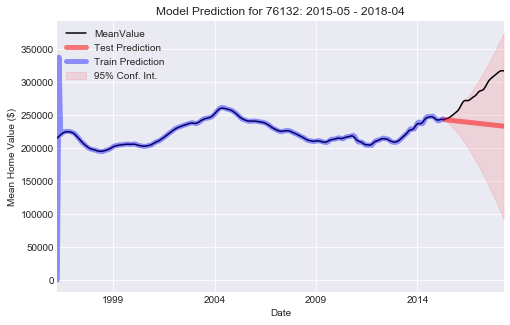 Model Prediction for 76132: 2015-05 - 2018-04
MeanValue
Test Prediction
Train Prediction
95% Conf. Int.
Mean Home Value ($)
350000
300000
250000
200000
150000
100000
50000
0
1999
2004
2009
2014
Date